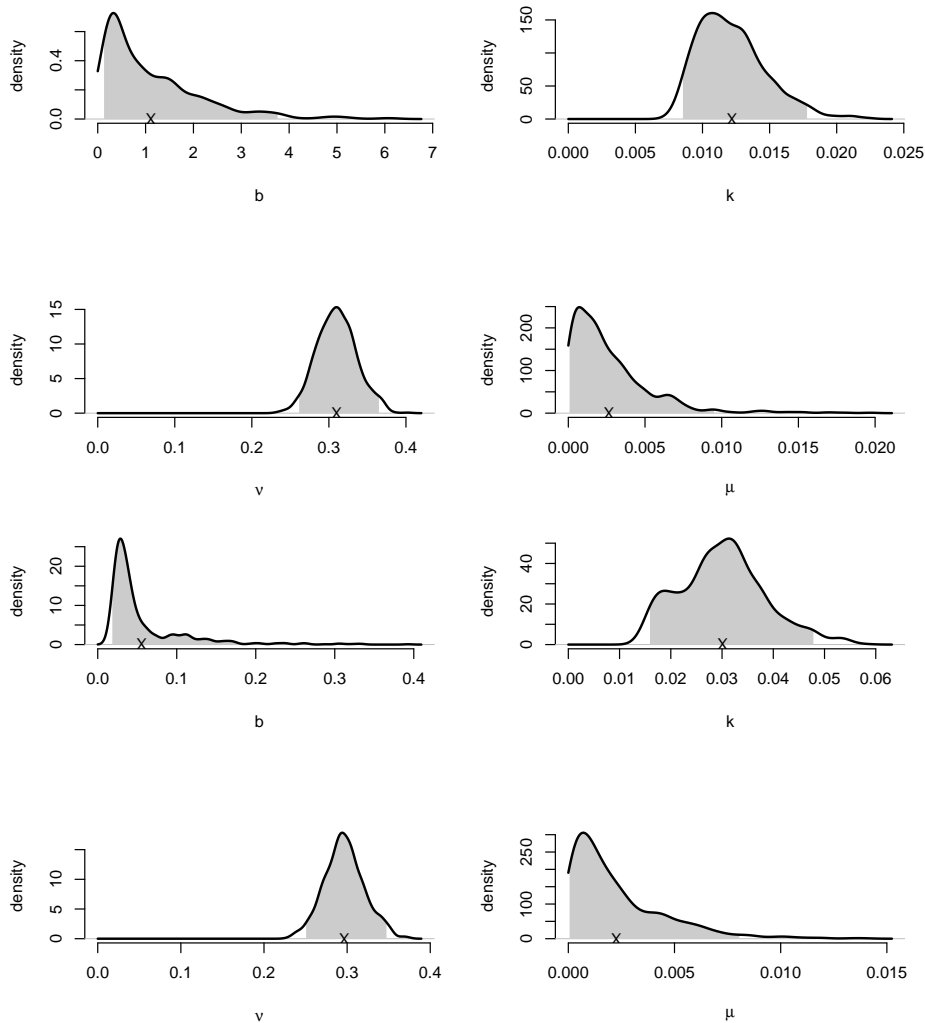 density
0.0 0.4
0 1 2 3 4 5 6 7
b
density
0 50 150
0.000 0.005 0.010 0.015 0.020 0.025
k
density
0 5 10 15
0.0 0.1 0.2 0.3 0.4
ν
density
0 100 200
0.000 0.005 0.010 0.015 0.020
μ
density
0 10 20
0.0 0.1 0.2 0.3 0.4
b
density
0 20 40
0.00 0.01 0.02 0.03 0.04 0.05 0.06
k
density
0 5 10
0.0 0.1 0.2 0.3 0.4
ν
density
0 100 250
0.000 0.005 0.010 0.015
μ